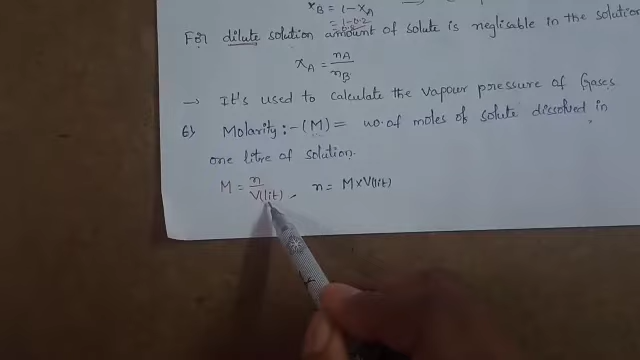 xB = 1 - xA
= 1-0.2
For dilute solution amount of solute is neglisable in the solution
xA = nA/nB
→ It's used to calculate the vapour pressure of Gases
6) Molarity :- (M) = no. of moles of solute dissolved in
one litre of solution.
M = n/V(lit), n = M×V(lit)